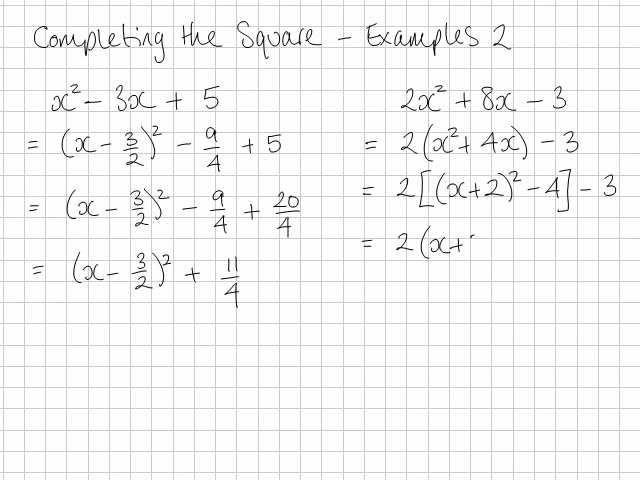 Completing the Square - Examples 2
x² - 3x + 5
= (x - 3/2)² - 9/4 + 5
= (x - 3/2)² - 9/4 + 20/4
= (x - 3/2)² + 11/4
2x² + 8x - 3
= 2(x² + 4x) - 3
= 2[(x+2)² - 4] - 3
= 2(x+